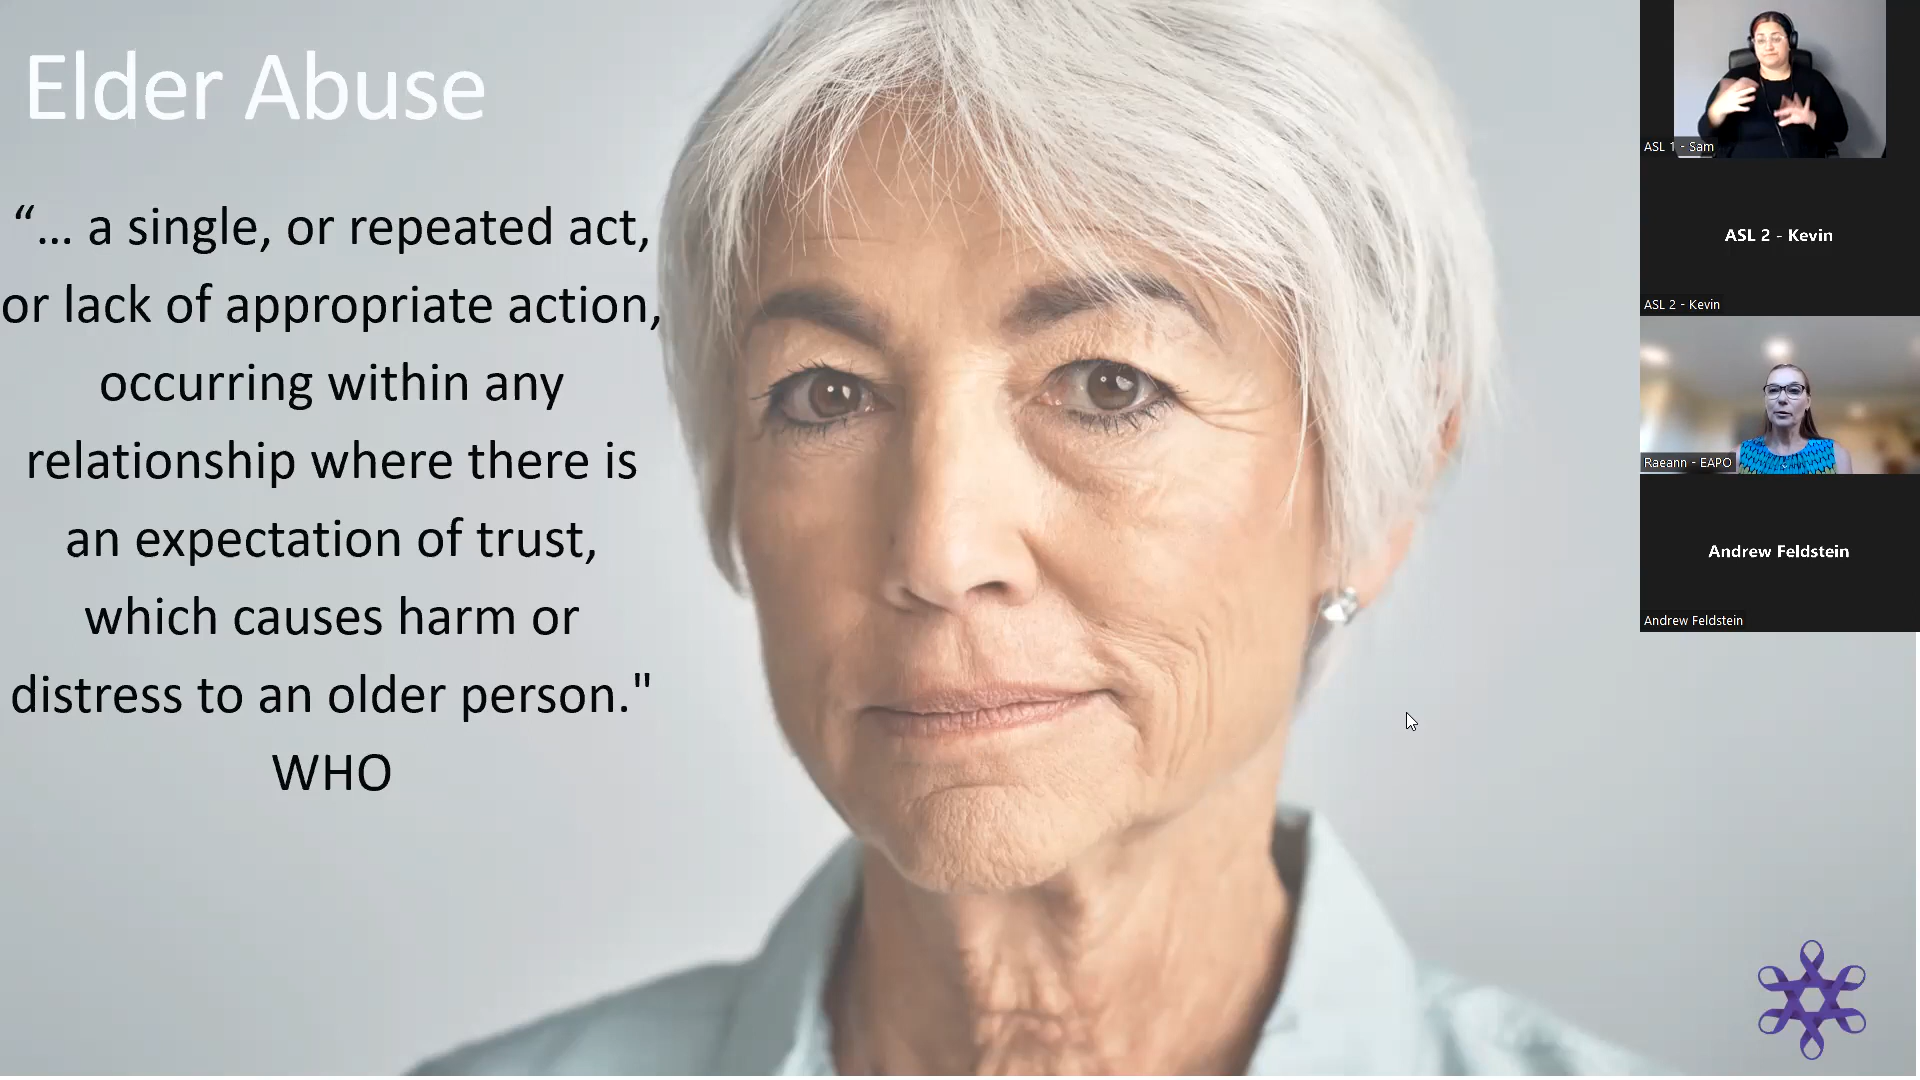 Elder Abuse
“... a single, or repeated act,
or lack of appropriate action,
occurring within any
relationship where there is
an expectation of trust,
which causes harm or
distress to an older person."
WHO
ASL 1 - Sam
ASL 2 - Kevin
ASL 2 - Kevin
Raeann - EAPO
Andrew Feldstein
Andrew Feldstein